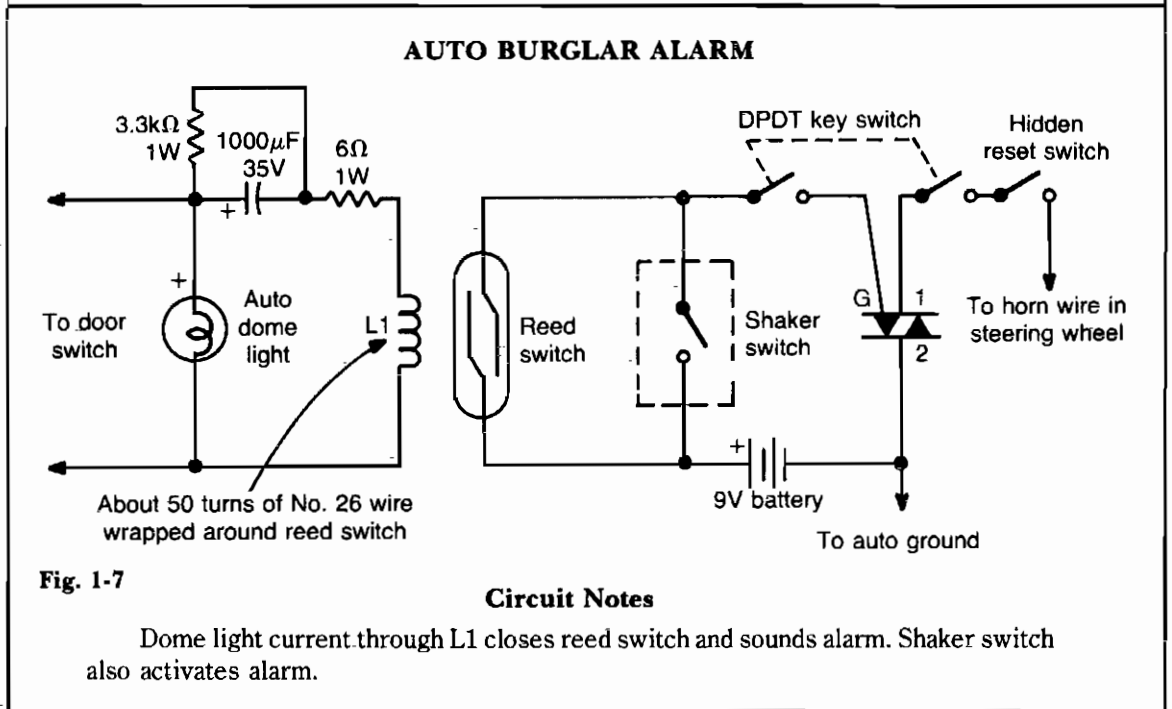 AUTO BURGLAR ALARM
3.3kΩ
1W
1000μF
35V
+
6Ω
1W
DPDT key switch
Hidden
reset switch
+
To door
switch
Auto
dome
light
L1
Reed
switch
Shaker
switch
G
1
2
To horn wire in
steering wheel
+
9V battery
About 50 turns of No. 26 wire
wrapped around reed switch
To auto ground
Fig. 1-7
Circuit Notes
Dome light current through L1 closes reed switch and sounds alarm. Shaker switch
also activates alarm.